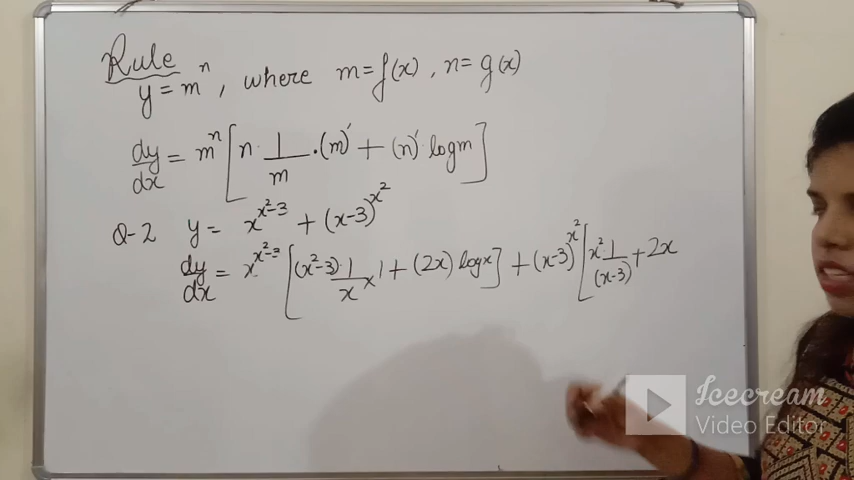 Rule
y = m^n, where m = f(x), n = g(x)
dy/dx = m^n [n · 1/m · (m)' + (n)' · log m]
Q-2 y = x^(x²-3) + (x-3)^(x²)
dy/dx = x^(x²-3) [(x²-3) · 1/x × 1 + (2x) log x] + (x-3)^(x²) [x² 1/(x-3) + 2x
Icecream
Video Editor